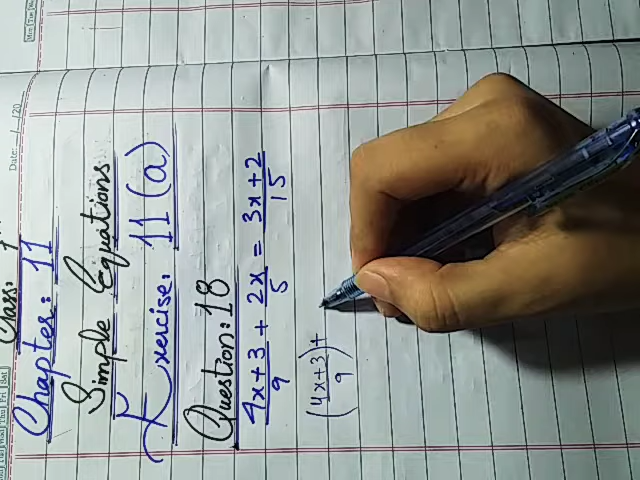 Class: 7
Chapter: 11
Simple Equations
Exercise: 11(a)
Question: 18
4x+3/9 + 2x/5 = 3x+2/15
(4x+3/9)+
Date: / /20